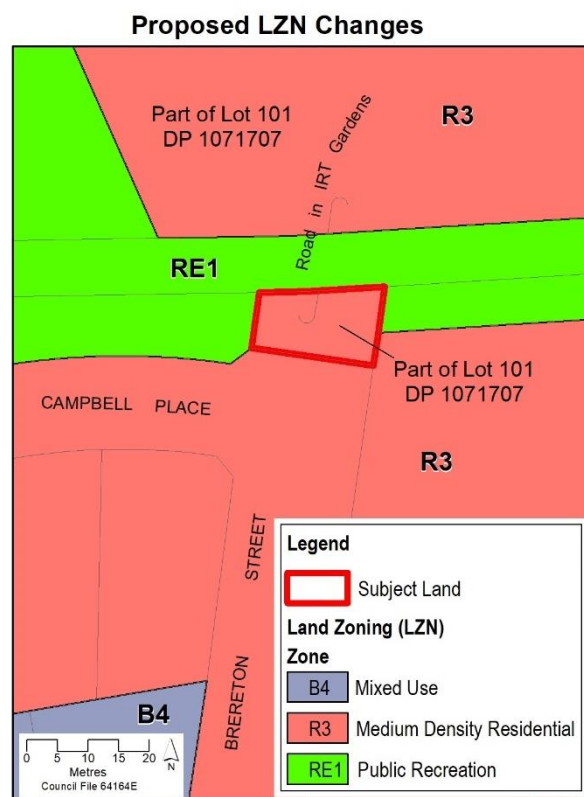 Proposed LZN Changes
Part of Lot 101
DP 1071707
R3
Road in IRT Gardens
RE1
Part of Lot 101
DP 1071707
CAMPBELL PLACE
R3
BRERETON STREET
B4
0 5 10 15 20
Metres
N
Council File 64164E
Legend
Subject Land
Land Zoning (LZN)
Zone
B4 Mixed Use
R3 Medium Density Residential
RE1 Public Recreation